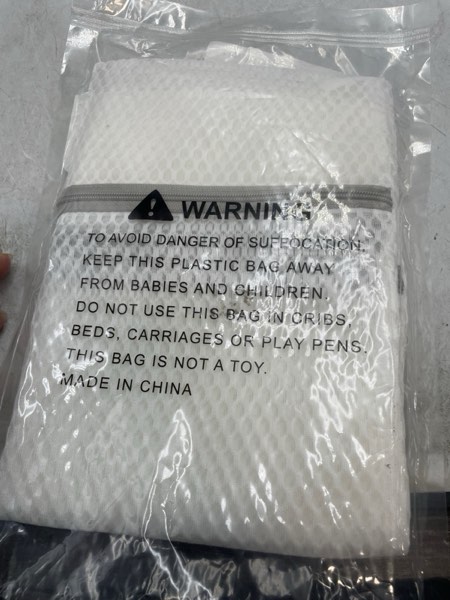 WARNING
TO AVOID DANGER OF SUFFOCATION,
KEEP THIS PLASTIC BAG AWAY
FROM BABIES AND CHILDREN.
DO NOT USE THIS BAG IN CRIBS,
BEDS, CARRIAGES OR PLAY PENS.
THIS BAG IS NOT A TOY.
MADE IN CHINA